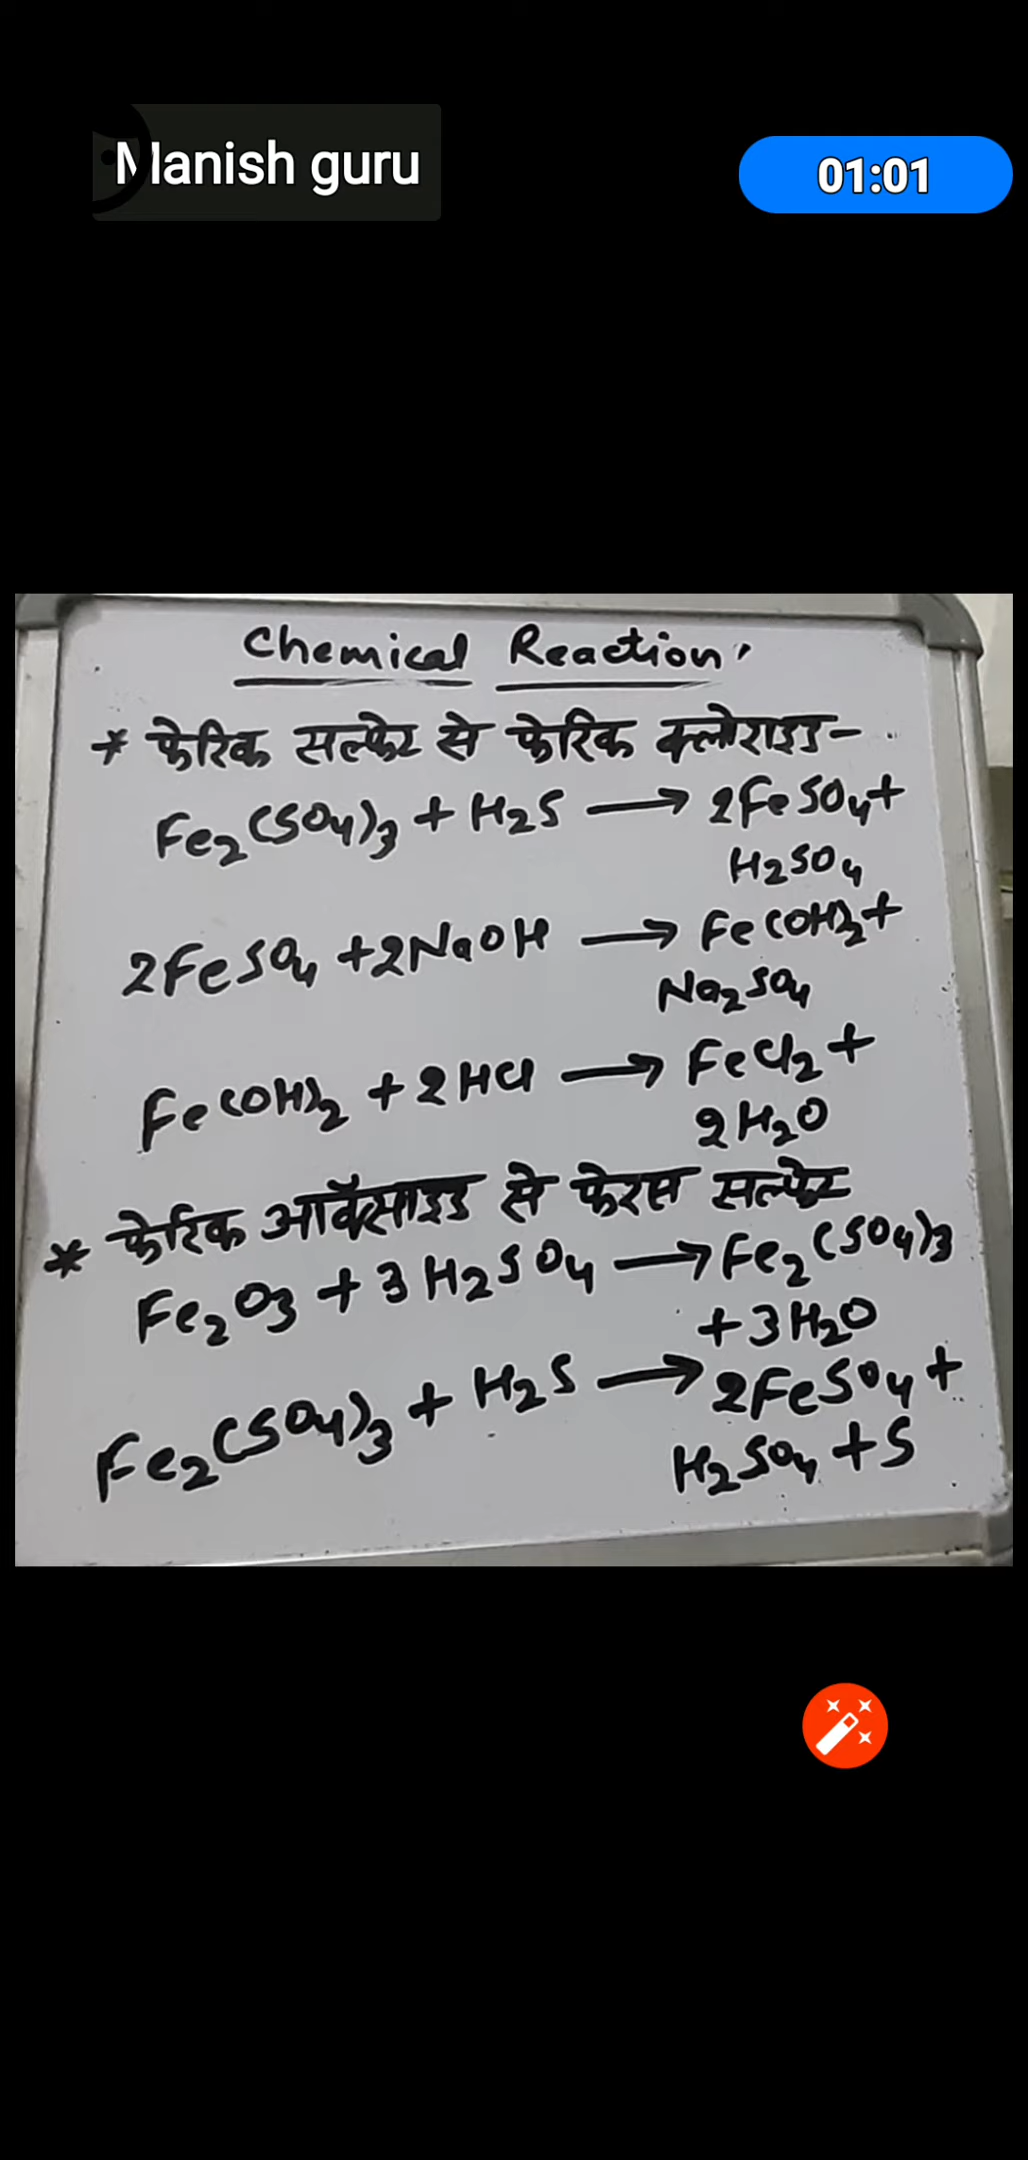 Manish guru
01:01
Chemical Reaction
* फेरिक सल्फेट से फेरिक क्लोराइड-
Fe₂(SO₄)₃ + H₂S ⟶ 2FeSO₄ +
H₂SO₄
2FeSO₄ + 2NaOH ⟶ Fe(OH)₂ +
Na₂SO₄
Fe(OH)₂ + 2HCl ⟶ FeCl₂ +
2H₂O
* फेरिक आॅक्साइड से फेरस सल्फेट
Fe₂O₃ + 3H₂SO₄ ⟶ Fe₂(SO₄)₃
+ 3H₂O
Fe₂(SO₄)₃ + H₂S ⟶ 2FeSO₄ +
H₂SO₄ + S